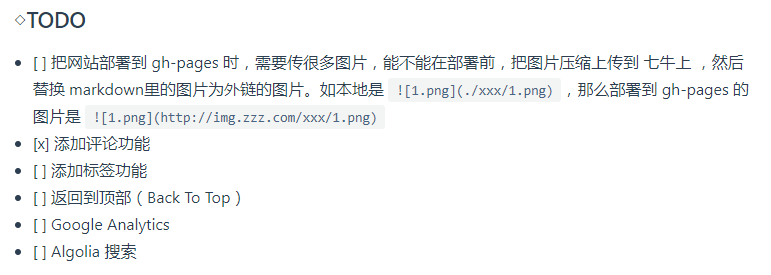 ◇TODO
[ ] 把网站部署到 gh-pages 时，需要传很多图片，能不能在部署前，把图片压缩上传到 七牛上 ，然后
替换 markdown里的图片为外链的图片。如本地是 ![1.png](./xxx/1.png) ，那么部署到 gh-pages 的
图片是 ![1.png](http://img.zzz.com/xxx/1.png)
[x] 添加评论功能
[ ] 添加标签功能
[ ] 返回到顶部（Back To Top）
[ ] Google Analytics
[ ] Algolia 搜索